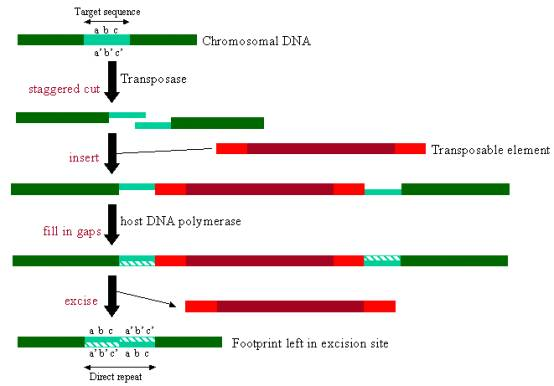 Target sequence
a b c
a'b'c'
Chromosomal DNA
Transposase
staggered cut
Transposable element
insert
host DNA polymerase
fill in gaps
excise
a b c a'b'c'
a'b'c' a b c
Footprint left in excision site
Direct repeat